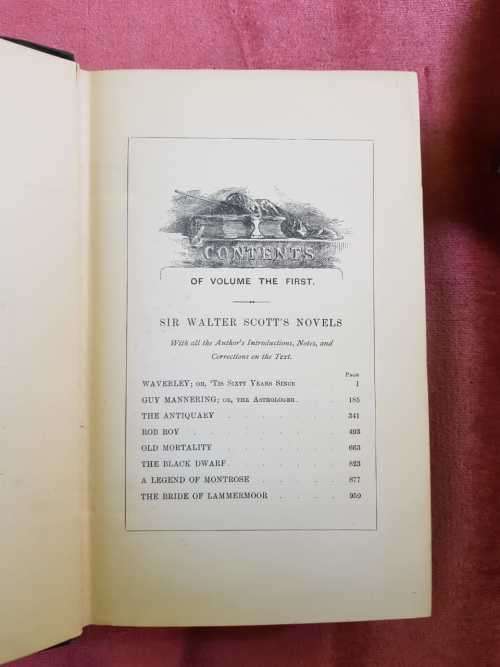 CONTENTS
OF VOLUME THE FIRST.
SIR WALTER SCOTT'S NOVELS
With all the Author's Introductions, Notes, and
Corrections on the Text.
PAGE
WAVERLEY; OR, 'TIS SIXTY YEARS SINCE 1
GUY MANNERING; OR, THE ASTROLOGER. 185
THE ANTIQUARY 341
ROB ROY 493
OLD MORTALITY 663
THE BLACK DWARF. 823
A LEGEND OF MONTROSE 877
THE BRIDE OF LAMMERMOOR 959